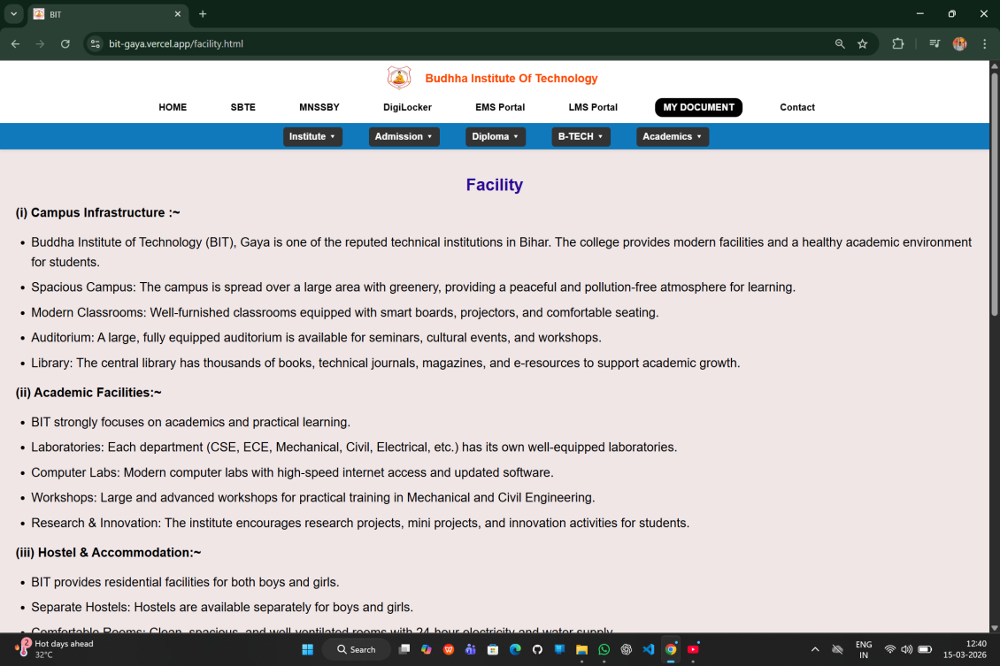 BIT
bit-gaya.vercel.app/facility.html
Budhha Institute Of Technology
HOME SBTE MNSSBY DigiLocker EMS Portal LMS Portal MY DOCUMENT Contact
Institute ▼ Admission ▼ Diploma ▼ B-TECH ▼ Academics ▼
Facility
(i) Campus Infrastructure :~
• Buddha Institute of Technology (BIT), Gaya is one of the reputed technical institutions in Bihar. The college provides modern facilities and a healthy academic environment
for students.
• Spacious Campus: The campus is spread over a large area with greenery, providing a peaceful and pollution-free atmosphere for learning.
• Modern Classrooms: Well-furnished classrooms equipped with smart boards, projectors, and comfortable seating.
• Auditorium: A large, fully equipped auditorium is available for seminars, cultural events, and workshops.
• Library: The central library has thousands of books, technical journals, magazines, and e-resources to support academic growth.
(ii) Academic Facilities:~
• BIT strongly focuses on academics and practical learning.
• Laboratories: Each department (CSE, ECE, Mechanical, Civil, Electrical, etc.) has its own well-equipped laboratories.
• Computer Labs: Modern computer labs with high-speed internet access and updated software.
• Workshops: Large and advanced workshops for practical training in Mechanical and Civil Engineering.
• Research & Innovation: The institute encourages research projects, mini projects, and innovation activities for students.
(iii) Hostel & Accommodation:~
• BIT provides residential facilities for both boys and girls.
• Separate Hostels: Hostels are available separately for boys and girls.
• Comfortable Rooms: Clean, spacious, and well-ventilated rooms with 24-hour electricity and water supply.
2 Hot days ahead
32°C
Search
ENG
IN
12:40
15-03-2026